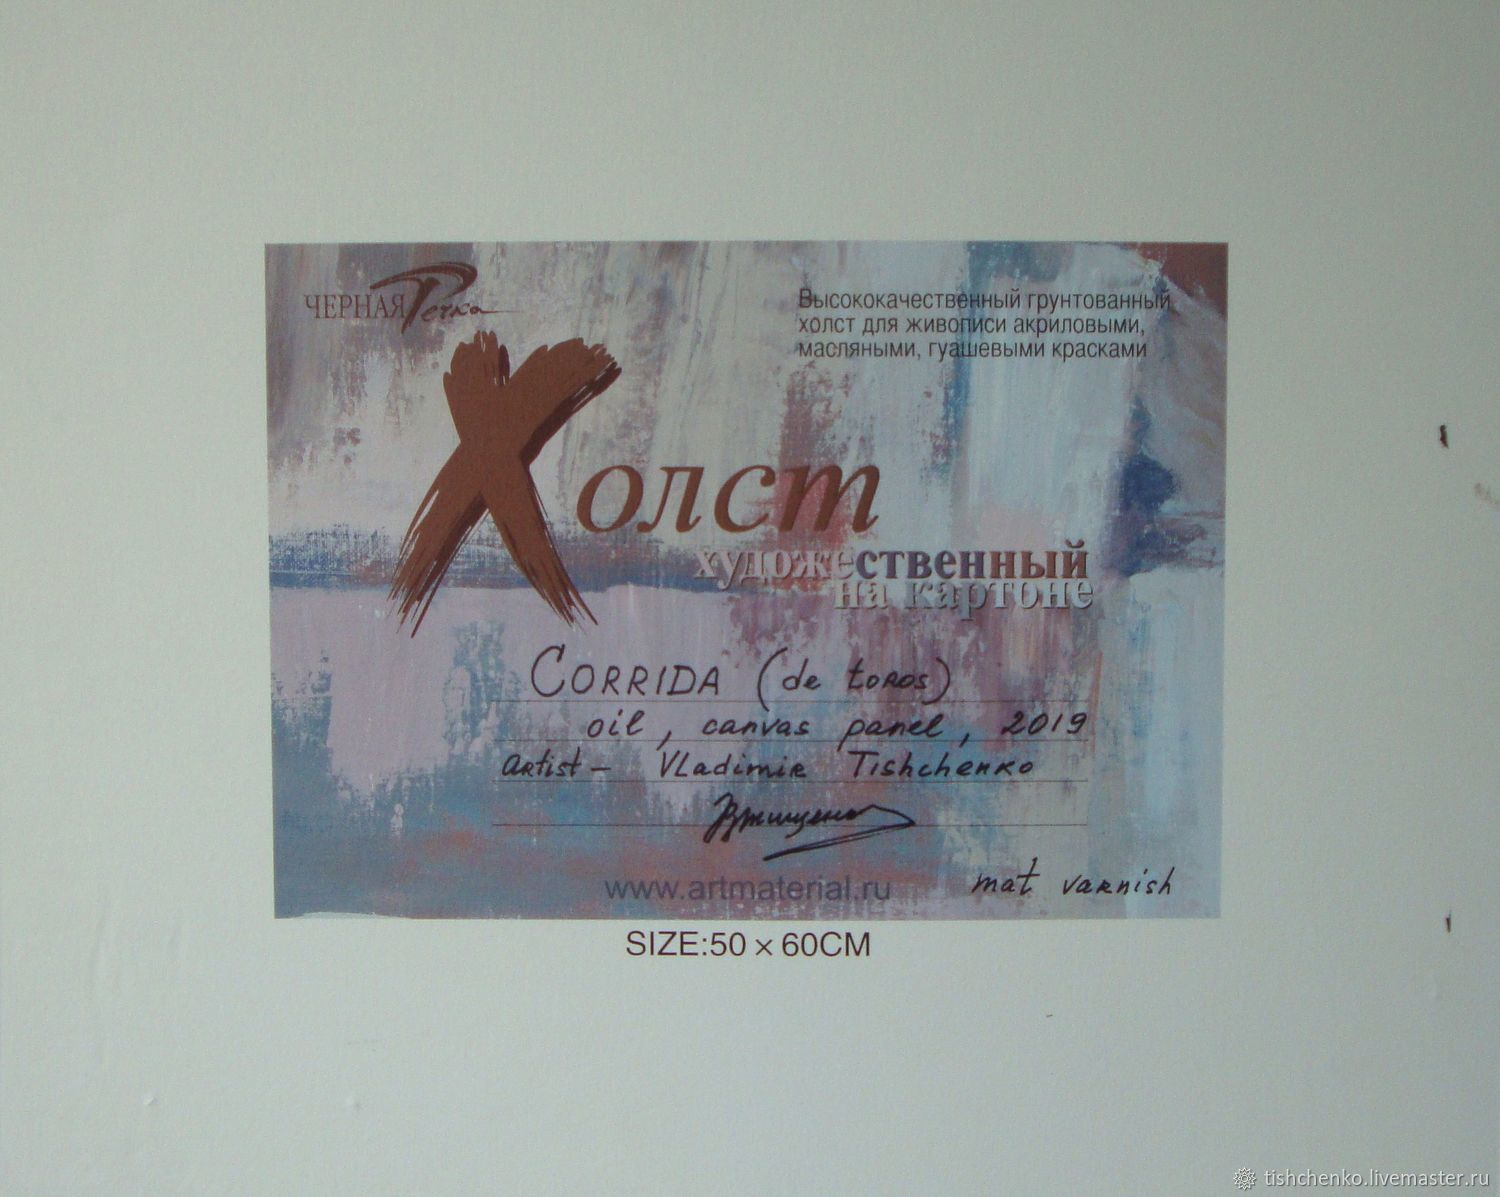 ЧЕРНАЯ Речка
Высококачественный грунтованный
холст для живописи акриловыми,
масляными, гуашевыми красками
Холст
художественный
на картоне
CORRIDA (de toros)
oil, canvas panel, 2019
artist - Vladimir Tishchenko
www.artmaterial.ru
mat varnish
SIZE:50 × 60CM
tishchenko.livemaster.ru